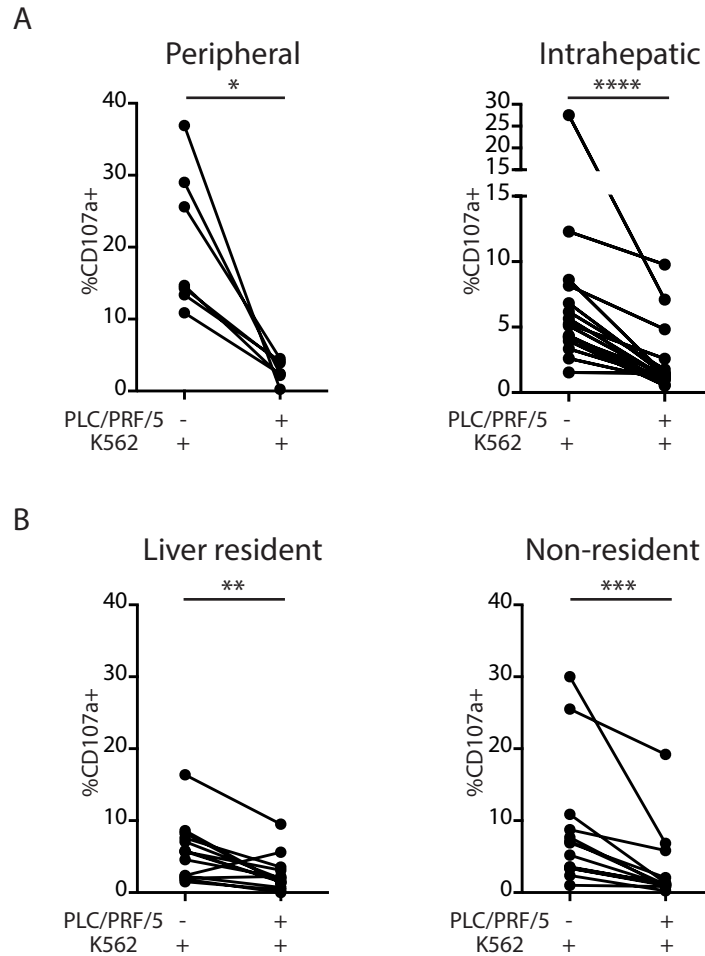 A
Peripheral
*
40
30
20
10
0
%CD107a+
PLC/PRF/5 - +
K562 + +
Intrahepatic
****
30
25
20
15
15
10
5
0
%CD107a+
PLC/PRF/5 - +
K562 + +
B
Liver resident
**
40
30
20
10
0
%CD107a+
PLC/PRF/5 - +
K562 + +
Non-resident
***
40
30
20
10
0
%CD107a+
PLC/PRF/5 - +
K562 + +